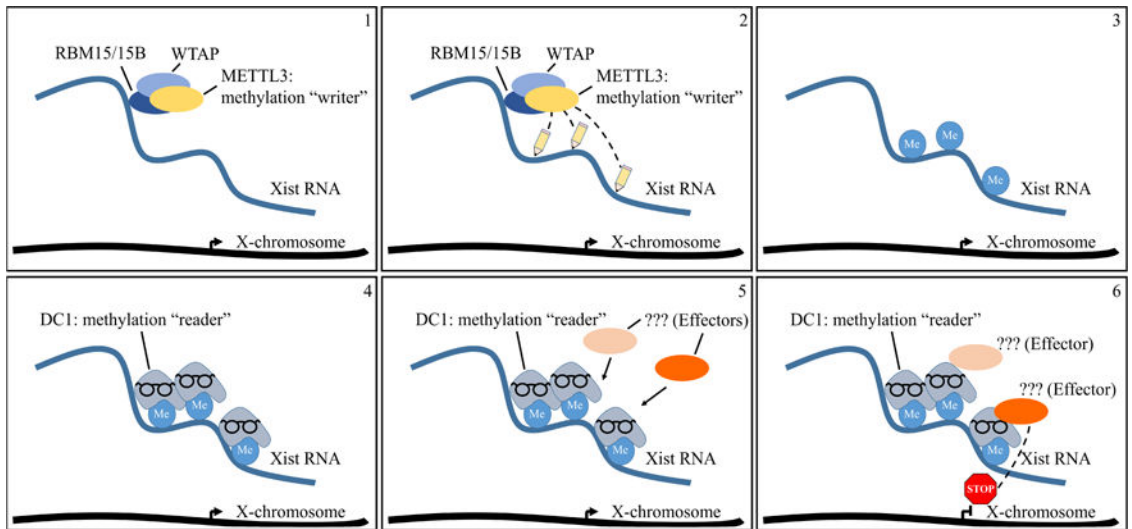 1
RBM15/15B
WTAP
METTL3:
methylation “writer”
Xist RNA
X-chromosome
2
RBM15/15B
WTAP
METTL3:
methylation “writer”
Xist RNA
X-chromosome
3
Me
Me
Me
Xist RNA
X-chromosome
4
DC1: methylation “reader”
Me
Me
Me
Xist RNA
X-chromosome
5
DC1: methylation “reader”
??? (Effectors)
Me
Me
Me
Xist RNA
X-chromosome
6
DC1: methylation “reader”
??? (Effector)
??? (Effector)
Me
Me
Me
Xist RNA
STOP
X-chromosome